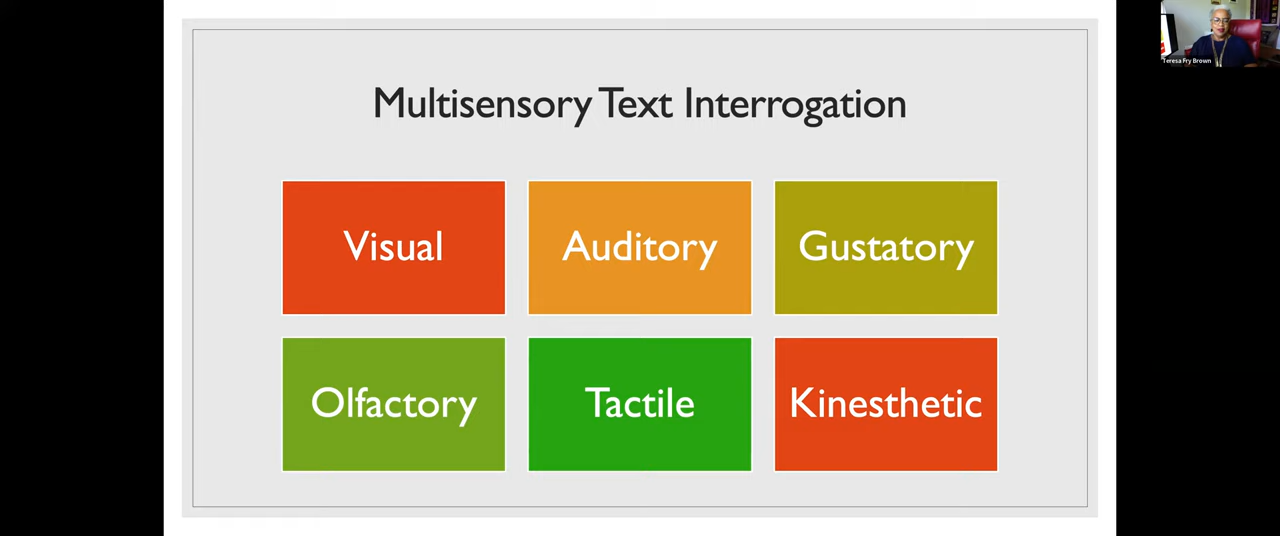 Multisensory Text Interrogation
Visual
Auditory
Gustatory
Olfactory
Tactile
Kinesthetic
Teresa Fry Brown